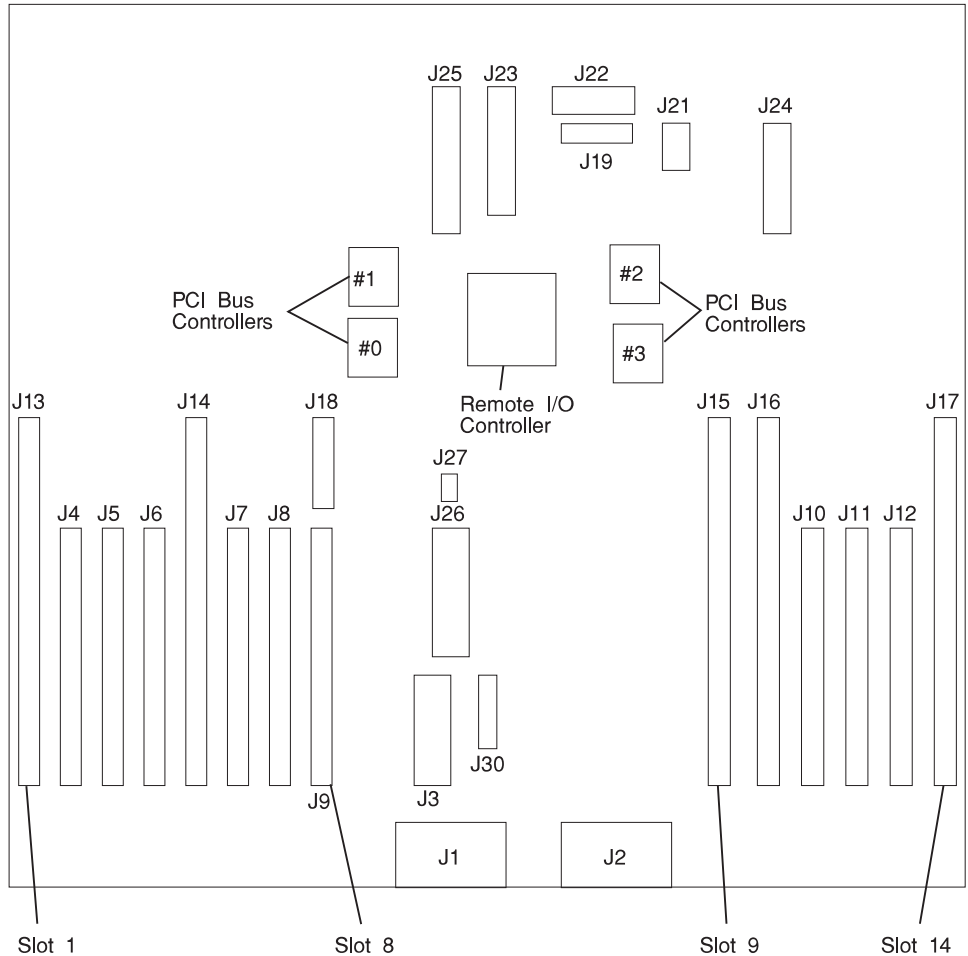 J25
J23
J22
J21
J24
J19
#1
#2
PCI Bus
Controllers
PCI Bus
Controllers
#0
#3
J13
J14
J18
Remote I/O
Controller
J15
J16
J17
J27
J4
J5
J6
J7
J8
J26
J10
J11
J12
J30
J9
J3
J1
J2
Slot 1
Slot 8
Slot 9
Slot 14